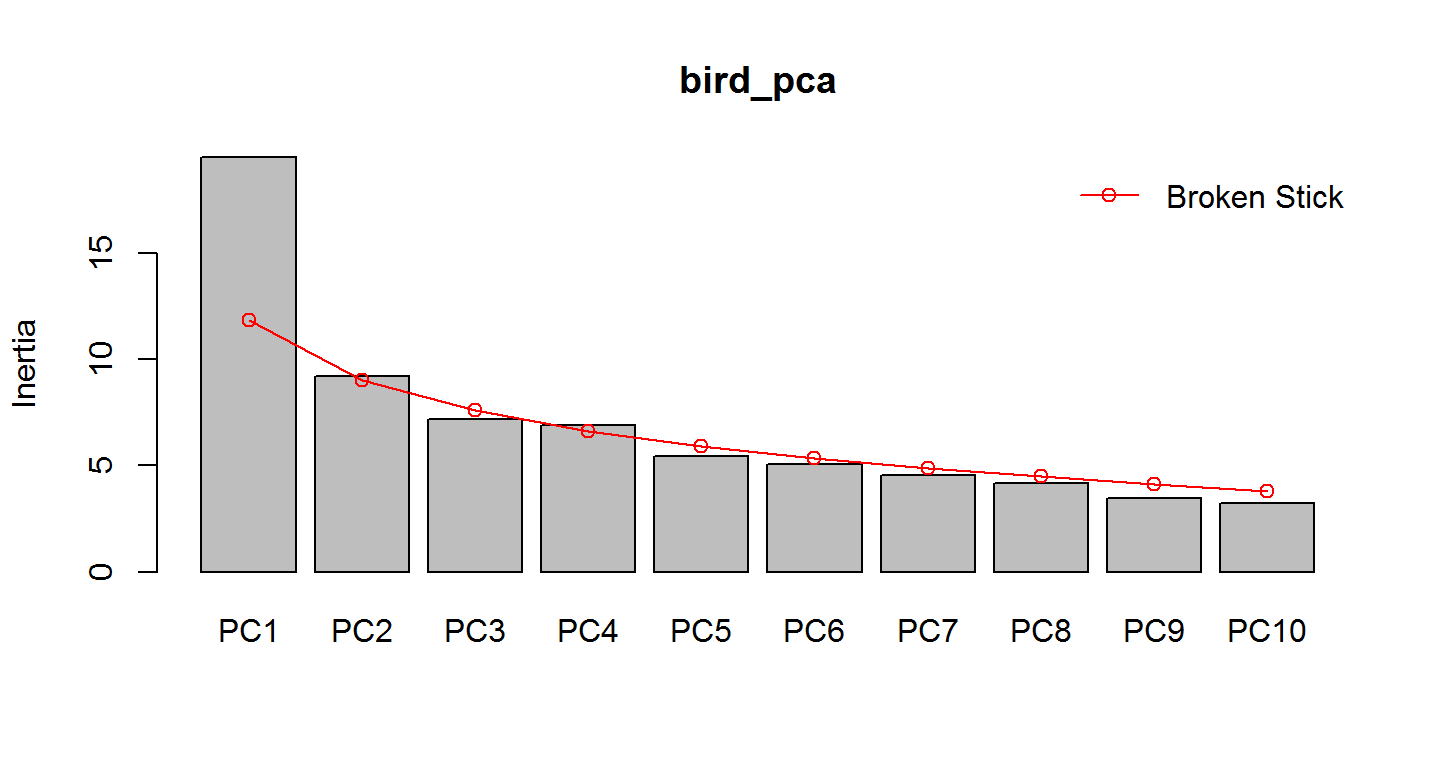 bird_pca
Broken Stick
Inertia
15
10
5
0
PC1 PC2 PC3 PC4 PC5 PC6 PC7 PC8 PC9 PC10